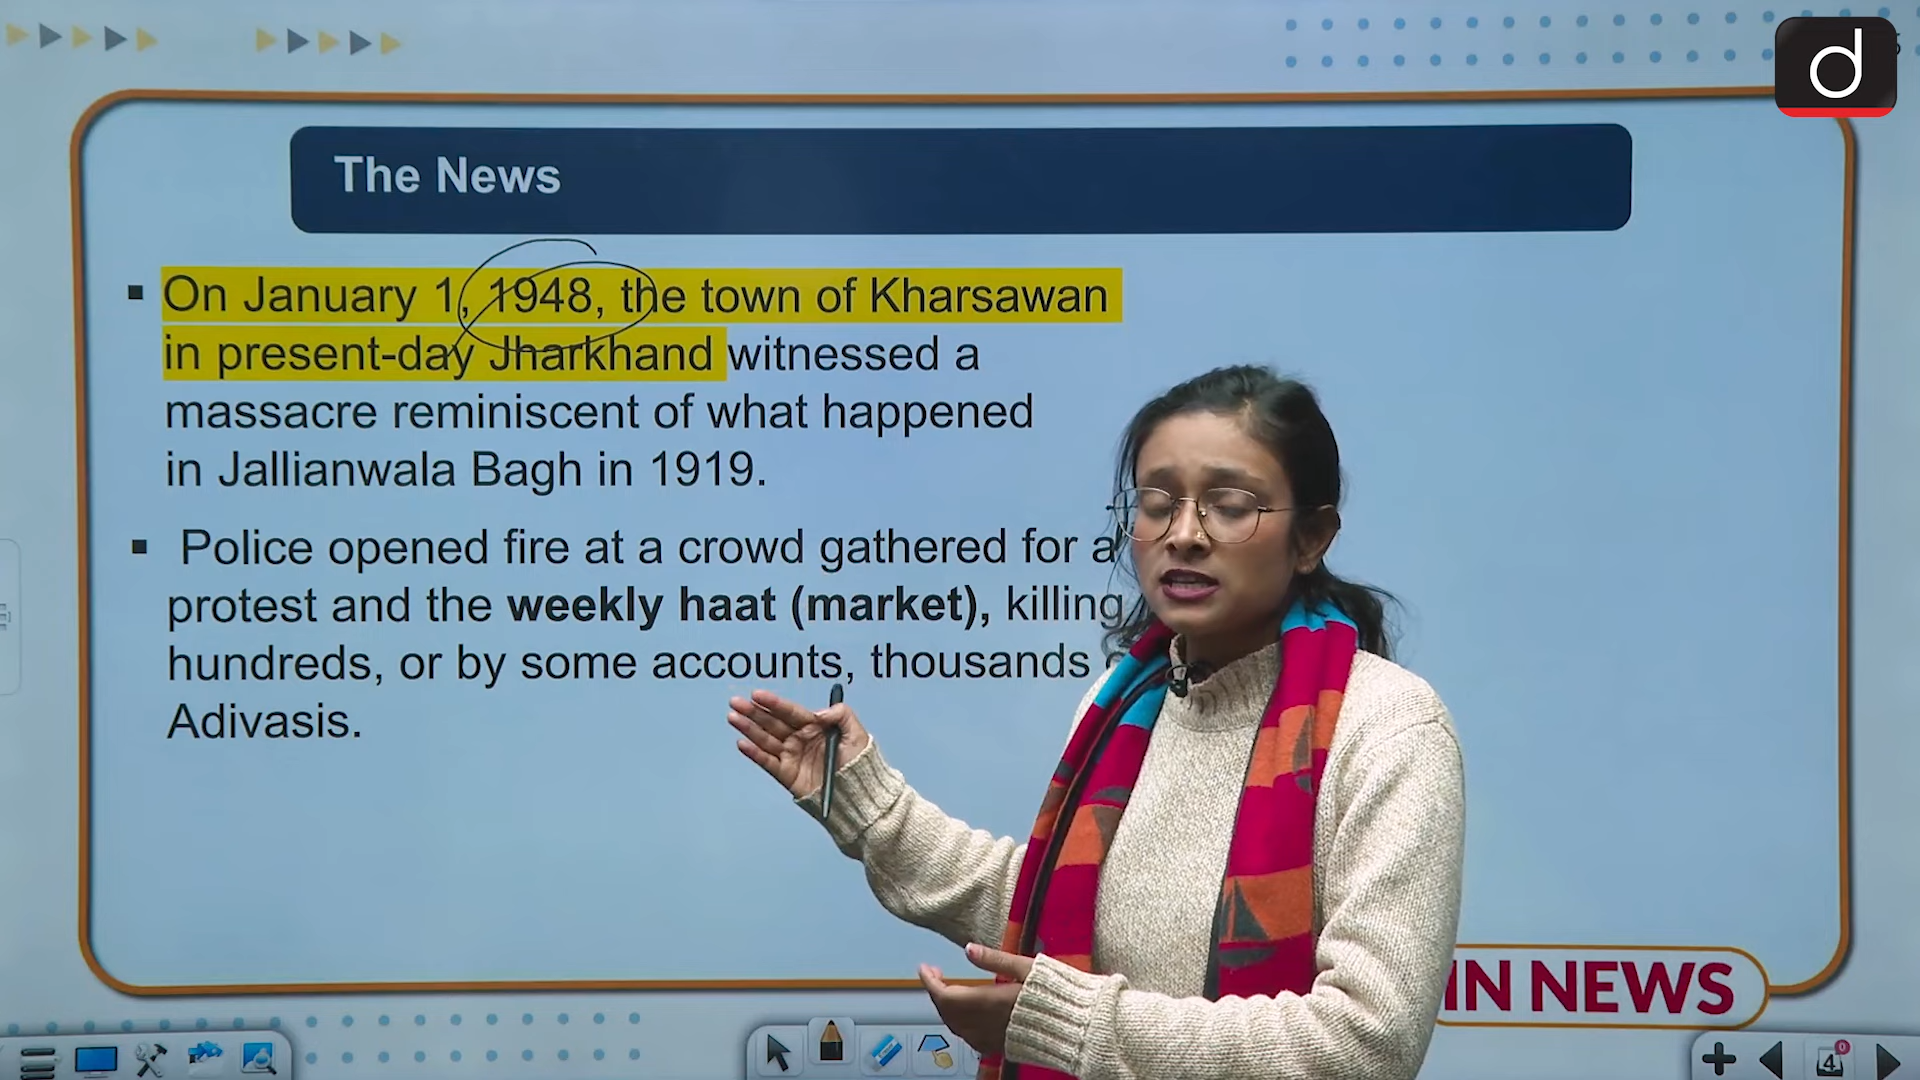 d
The News
▪ On January 1, 1948, the town of Kharsawan
in present-day Jharkhand witnessed a
massacre reminiscent of what happened
in Jallianwala Bagh in 1919.
▪ Police opened fire at a crowd gathered for a
protest and the weekly haat (market), killing
hundreds, or by some accounts, thousands
Adivasis.
IN NEWS
4
0